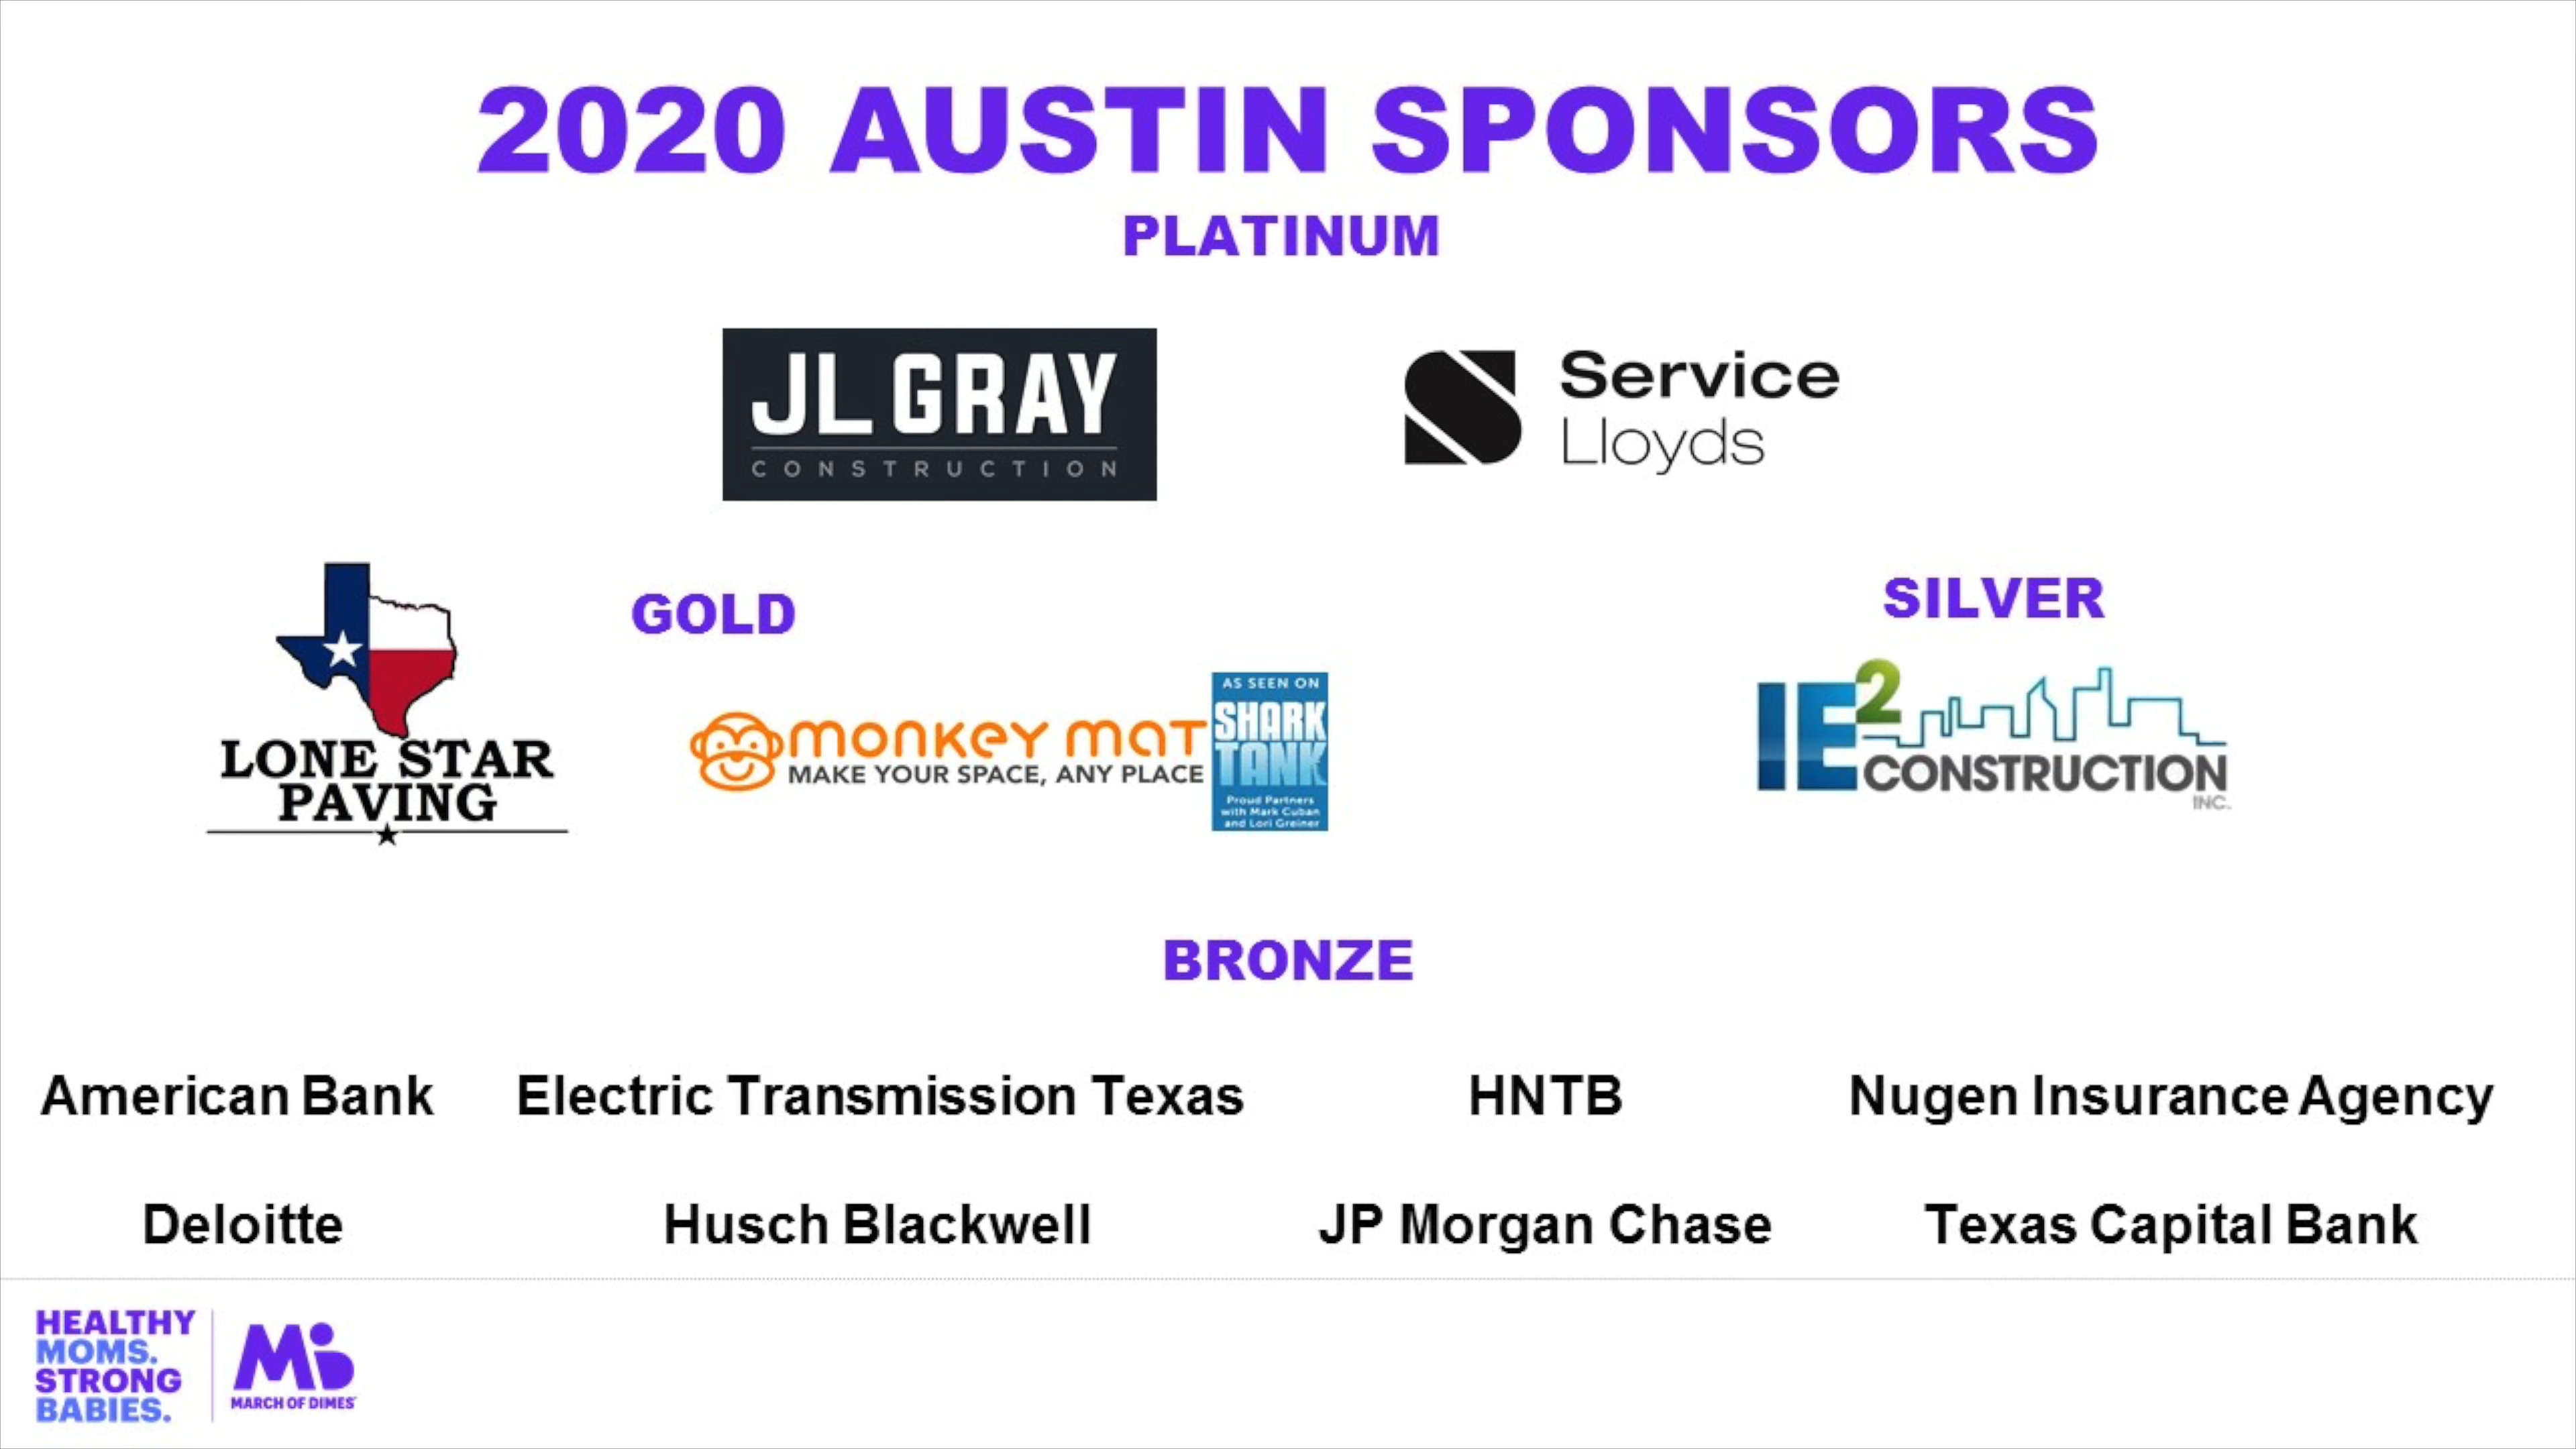 2020 AUSTIN SPONSORS
PLATINUM
JL GRAY
CONSTRUCTION
Service
Lloyds
GOLD
LONE STAR
PAVING
monkey mat
MAKE YOUR SPACE, ANY PLACE
AS SEEN ON
SHARK
TANK
Proud Partners
with Mark Cuban
and Lori Greiner
SILVER
IE2
CONSTRUCTION
INC.
BRONZE
American Bank Electric Transmission Texas HNTB Nugen Insurance Agency
Deloitte Husch Blackwell JP Morgan Chase Texas Capital Bank
HEALTHY
MOMS.
STRONG
BABIES.
MARCH OF DIMES